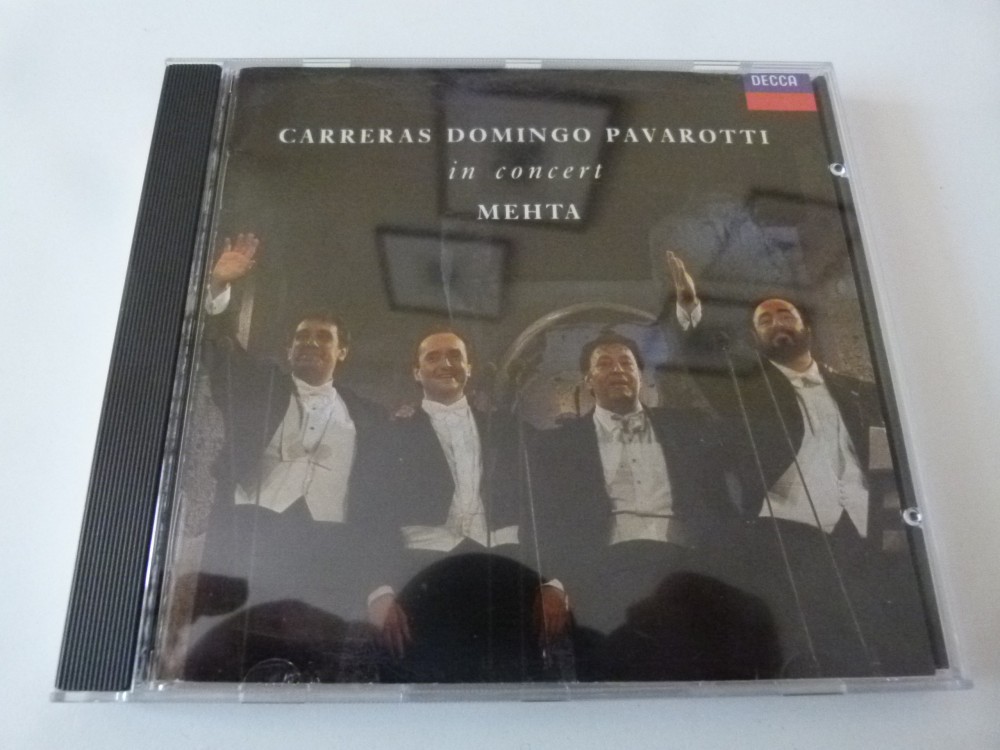 DECCA
CARRERAS DOMINGO PAVAROTTI
in concert
MEHTA